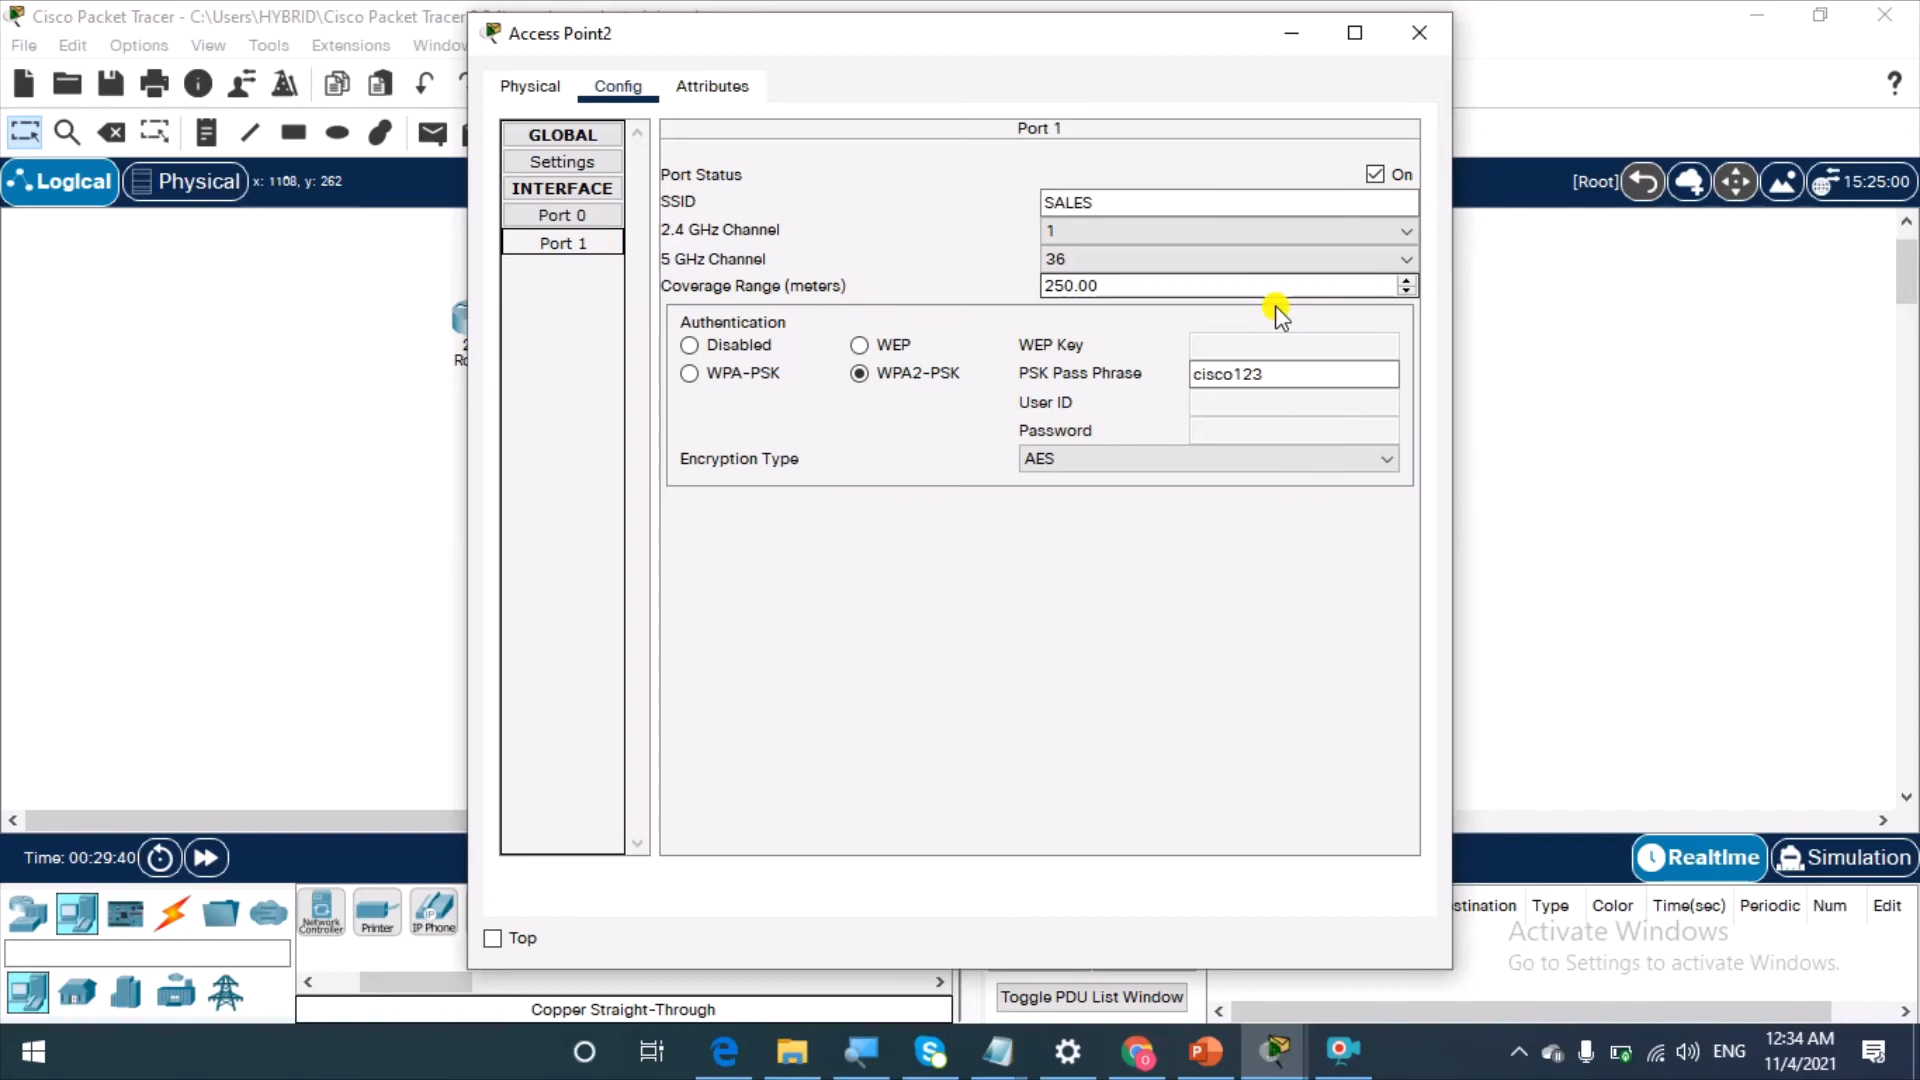 Cisco Packet Tracer - C:\Users\HYBRID\Cisco Packet Tracer
File Edit Options View Tools Extensions Window
Access Point2
Physical Config Attributes
Logical Physical x: 1108, y: 262
[Root] 15:25:00
GLOBAL
Settings
INTERFACE
Port 0
Port 1
Port 1
Port Status On
SSID SALES
2.4 GHz Channel 1
5 GHz Channel 36
Coverage Range (meters) 250.00
Authentication
Disabled WEP WEP Key
WPA-PSK WPA2-PSK PSK Pass Phrase cisco123
User ID
Password
Encryption Type AES
Top
Time: 00:29:40
Realtime Simulation
Network Controller Printer IP Phone
stination Type Color Time(sec) Periodic Num Edit
Activate Windows
Go to Settings to activate Windows.
Copper Straight-Through
Toggle PDU List Window
ENG
12:34 AM
11/4/2021